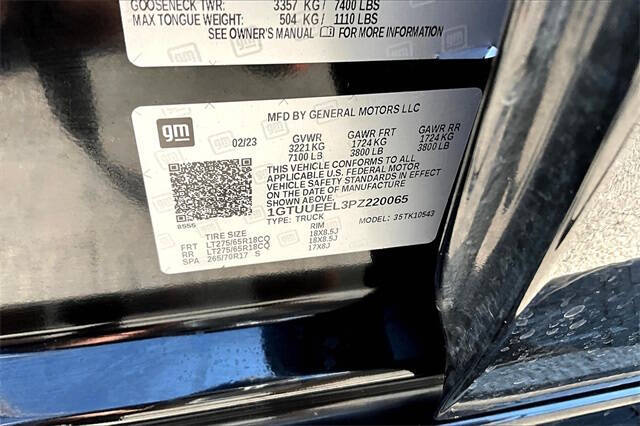 GOOSENECK TWR: 3357 KG / 7400 LBS
MAX TONGUE WEIGHT: 504 KG / 1110 LBS
SEE OWNER'S MANUAL FOR MORE INFORMATION
gm
MFD BY GENERAL MOTORS LLC
02/23 GVWR GAWR FRT GAWR RR
3221 KG 1724 KG 1724 KG
7100 LB 3800 LB 3800 LB
THIS VEHICLE CONFORMS TO ALL
APPLICABLE U.S. FEDERAL MOTOR
VEHICLE SAFETY STANDARDS IN EFFECT
ON THE DATE OF MANUFACTURE
SHOWN ABOVE.
1GTUUEEL3PZ220065
TYPE: TRUCK MODEL: 35TK10543
8555
TIRE SIZE RIM
FRT LT275/65R18CQ 18X8.5J
RR LT275/65R18CQ 18X8.5J
SPA 265/70R17 S 17X8J